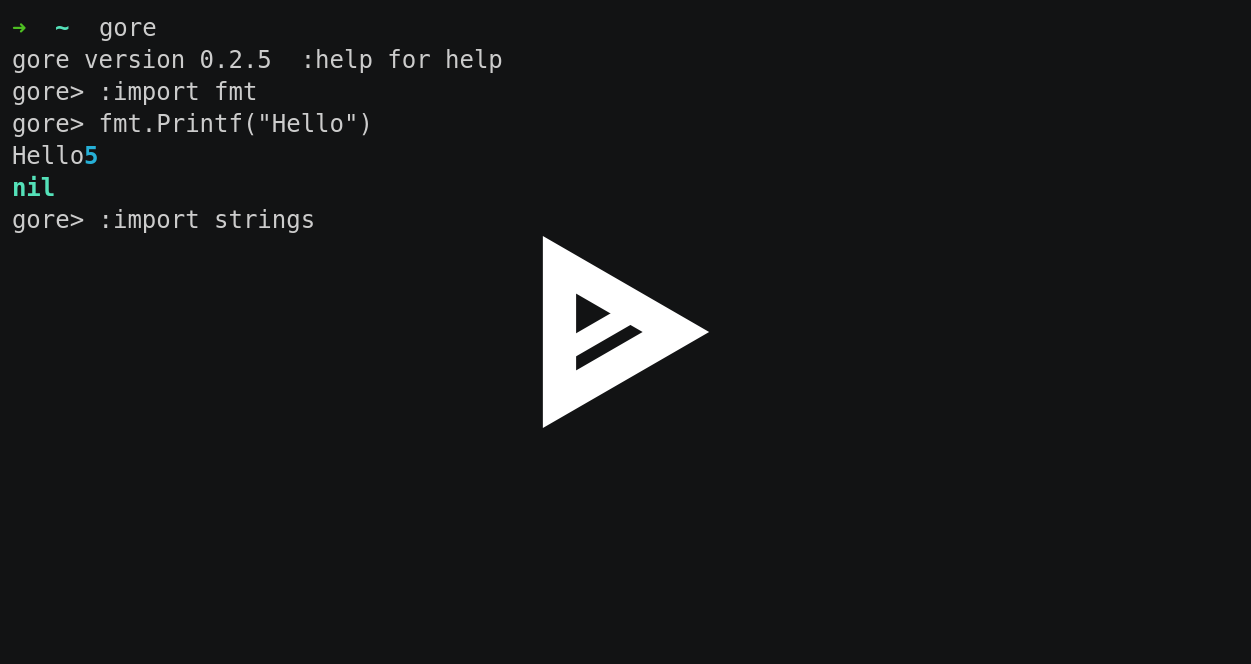 ➜  ~  gore
gore version 0.2.5  :help for help
gore> :import fmt
gore> fmt.Printf("Hello")
Hello5
nil
gore> :import strings